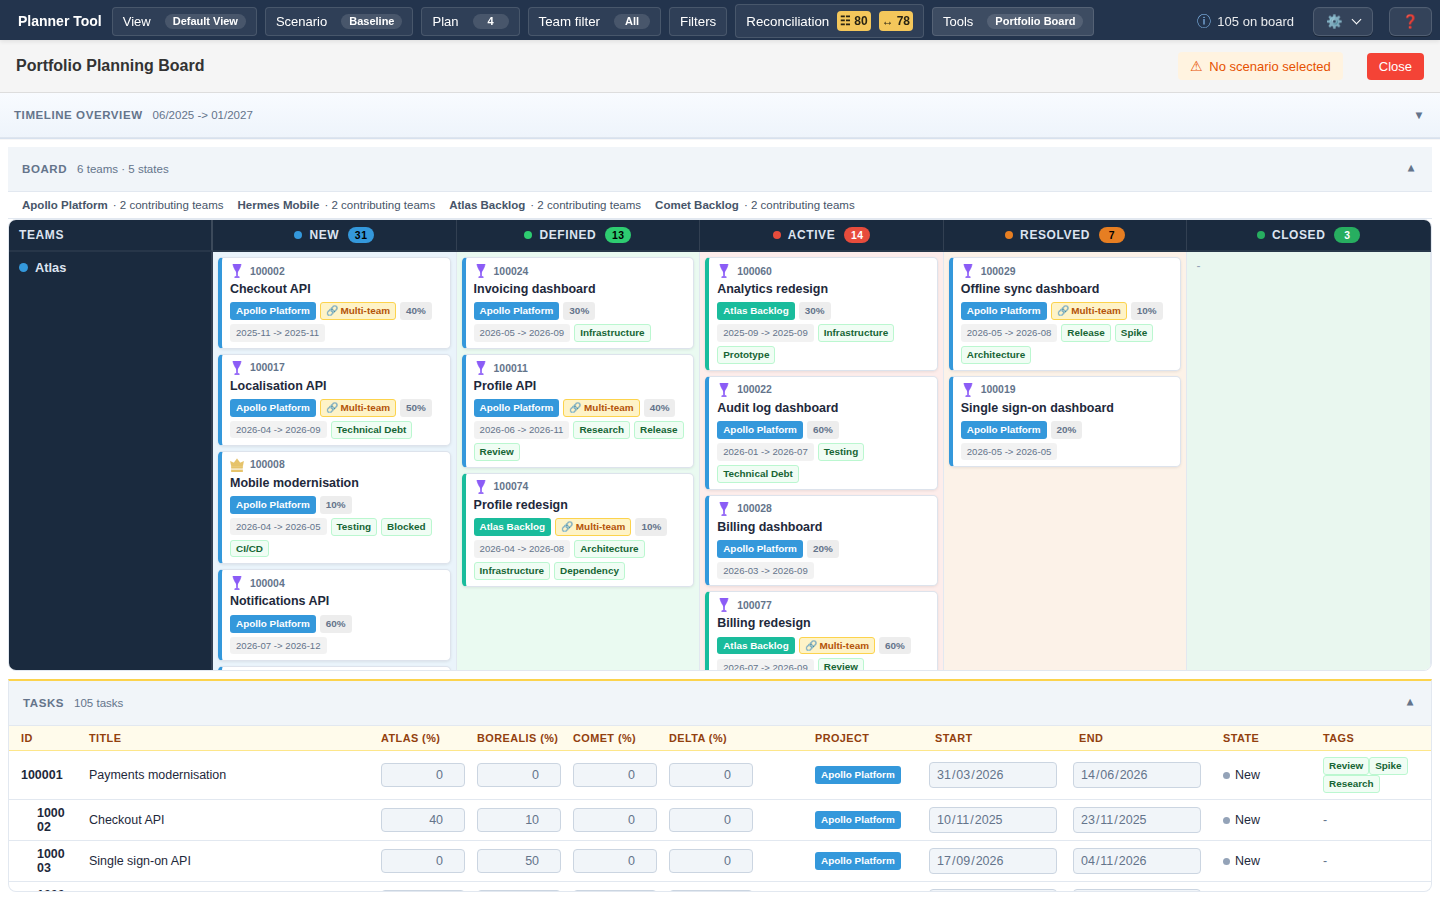 Planner Tool View Default View Scenario Baseline Plan 4 Team filter All Filters Reconciliation 80 ↔ 78 Tools Portfolio Board ⓘ 105 on board ❓
Portfolio Planning Board ⚠ No scenario selected Close
TIMELINE OVERVIEW 06/2025 -> 01/2027 ▼
BOARD 6 teams · 5 states ▲
Apollo Platform · 2 contributing teams Hermes Mobile · 2 contributing teams Atlas Backlog · 2 contributing teams Comet Backlog · 2 contributing teams
TEAMS NEW 31 DEFINED 13 ACTIVE 14 RESOLVED 7 CLOSED 3
Atlas
100002
Checkout API
Apollo Platform Multi-team 40%
2025-11 -> 2025-11
100017
Localisation API
Apollo Platform Multi-team 50%
2026-04 -> 2026-09 Technical Debt
100008
Mobile modernisation
Apollo Platform 10%
2026-04 -> 2026-05 Testing Blocked
CI/CD
100004
Notifications API
Apollo Platform 60%
2026-07 -> 2026-12
100024
Invoicing dashboard
Apollo Platform 30%
2026-05 -> 2026-09 Infrastructure
100011
Profile API
Apollo Platform Multi-team 40%
2026-06 -> 2026-11 Research Release
Review
100074
Profile redesign
Atlas Backlog Multi-team 10%
2026-04 -> 2026-08 Architecture
Infrastructure Dependency
100060
Analytics redesign
Atlas Backlog 30%
2025-09 -> 2025-09 Infrastructure
Prototype
100022
Audit log dashboard
Apollo Platform 60%
2026-01 -> 2026-07 Testing
Technical Debt
100028
Billing dashboard
Apollo Platform 20%
2026-03 -> 2026-09
100077
Billing redesign
Atlas Backlog Multi-team 60%
2026-07 -> 2026-09 Review
100029
Offline sync dashboard
Apollo Platform Multi-team 10%
2026-05 -> 2026-08 Release Spike
Architecture
100019
Single sign-on dashboard
Apollo Platform 20%
2026-05 -> 2026-05
-
TASKS 105 tasks ▲
ID TITLE ATLAS (%) BOREALIS (%) COMET (%) DELTA (%) PROJECT START END STATE TAGS
100001 Payments modernisation 0 0 0 0 Apollo Platform 31/03/2026 14/06/2026 New Review Spike
Research
1000
02 Checkout API 40 10 0 0 Apollo Platform 10/11/2025 23/11/2025 New -
1000
03 Single sign-on API 0 50 0 0 Apollo Platform 17/09/2025 04/11/2025 New -